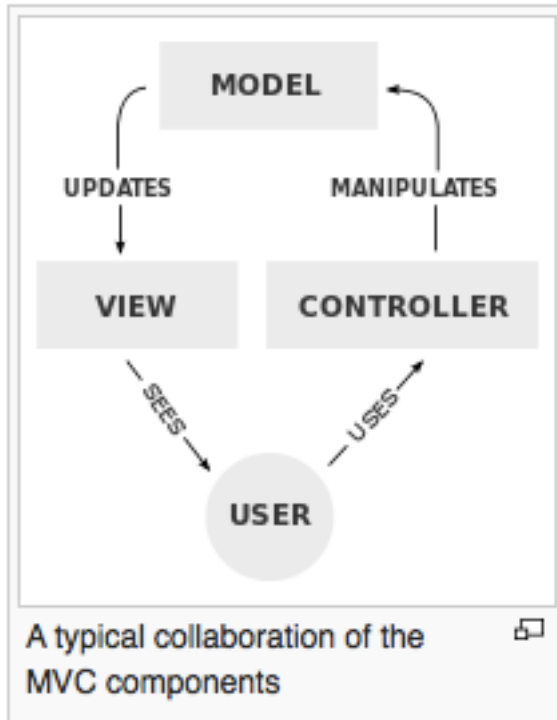 MODEL
UPDATES
MANIPULATES
VIEW
CONTROLLER
SEES
USES
USER
A typical collaboration of the
MVC components